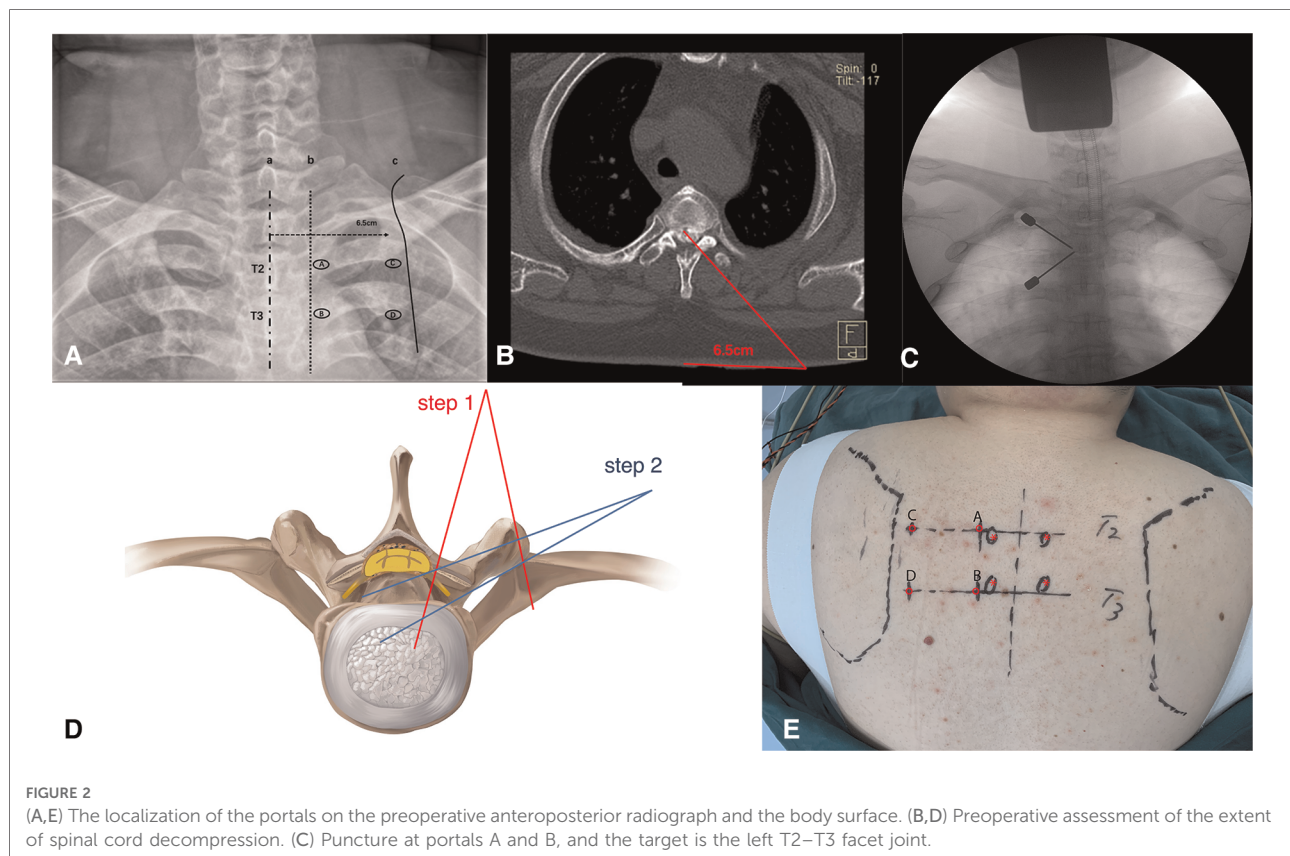 a b c
6.5cm
T2 A C
T3 B D
A
Spin: 0
Tilt:-117
6.5cm
F
a
B
C
step 1
step 2
D
C A T2
D B T3
E
FIGURE 2
(A,E) The localization of the portals on the preoperative anteroposterior radiograph and the body surface. (B,D) Preoperative assessment of the extent
of spinal cord decompression. (C) Puncture at portals A and B, and the target is the left T2–T3 facet joint.